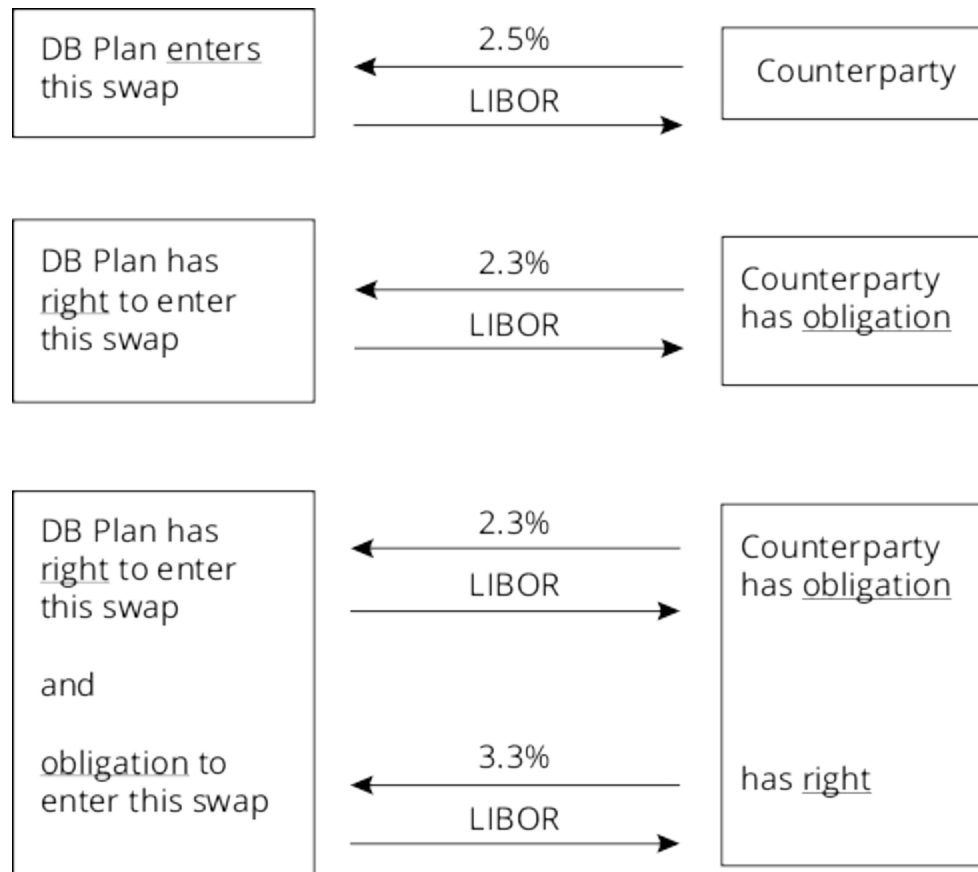 DB Plan enters
this swap
2.5%
LIBOR
Counterparty
DB Plan has
right to enter
this swap
2.3%
LIBOR
Counterparty
has obligation
DB Plan has
right to enter
this swap
and
obligation to
enter this swap
2.3%
LIBOR
3.3%
LIBOR
Counterparty
has obligation
has right